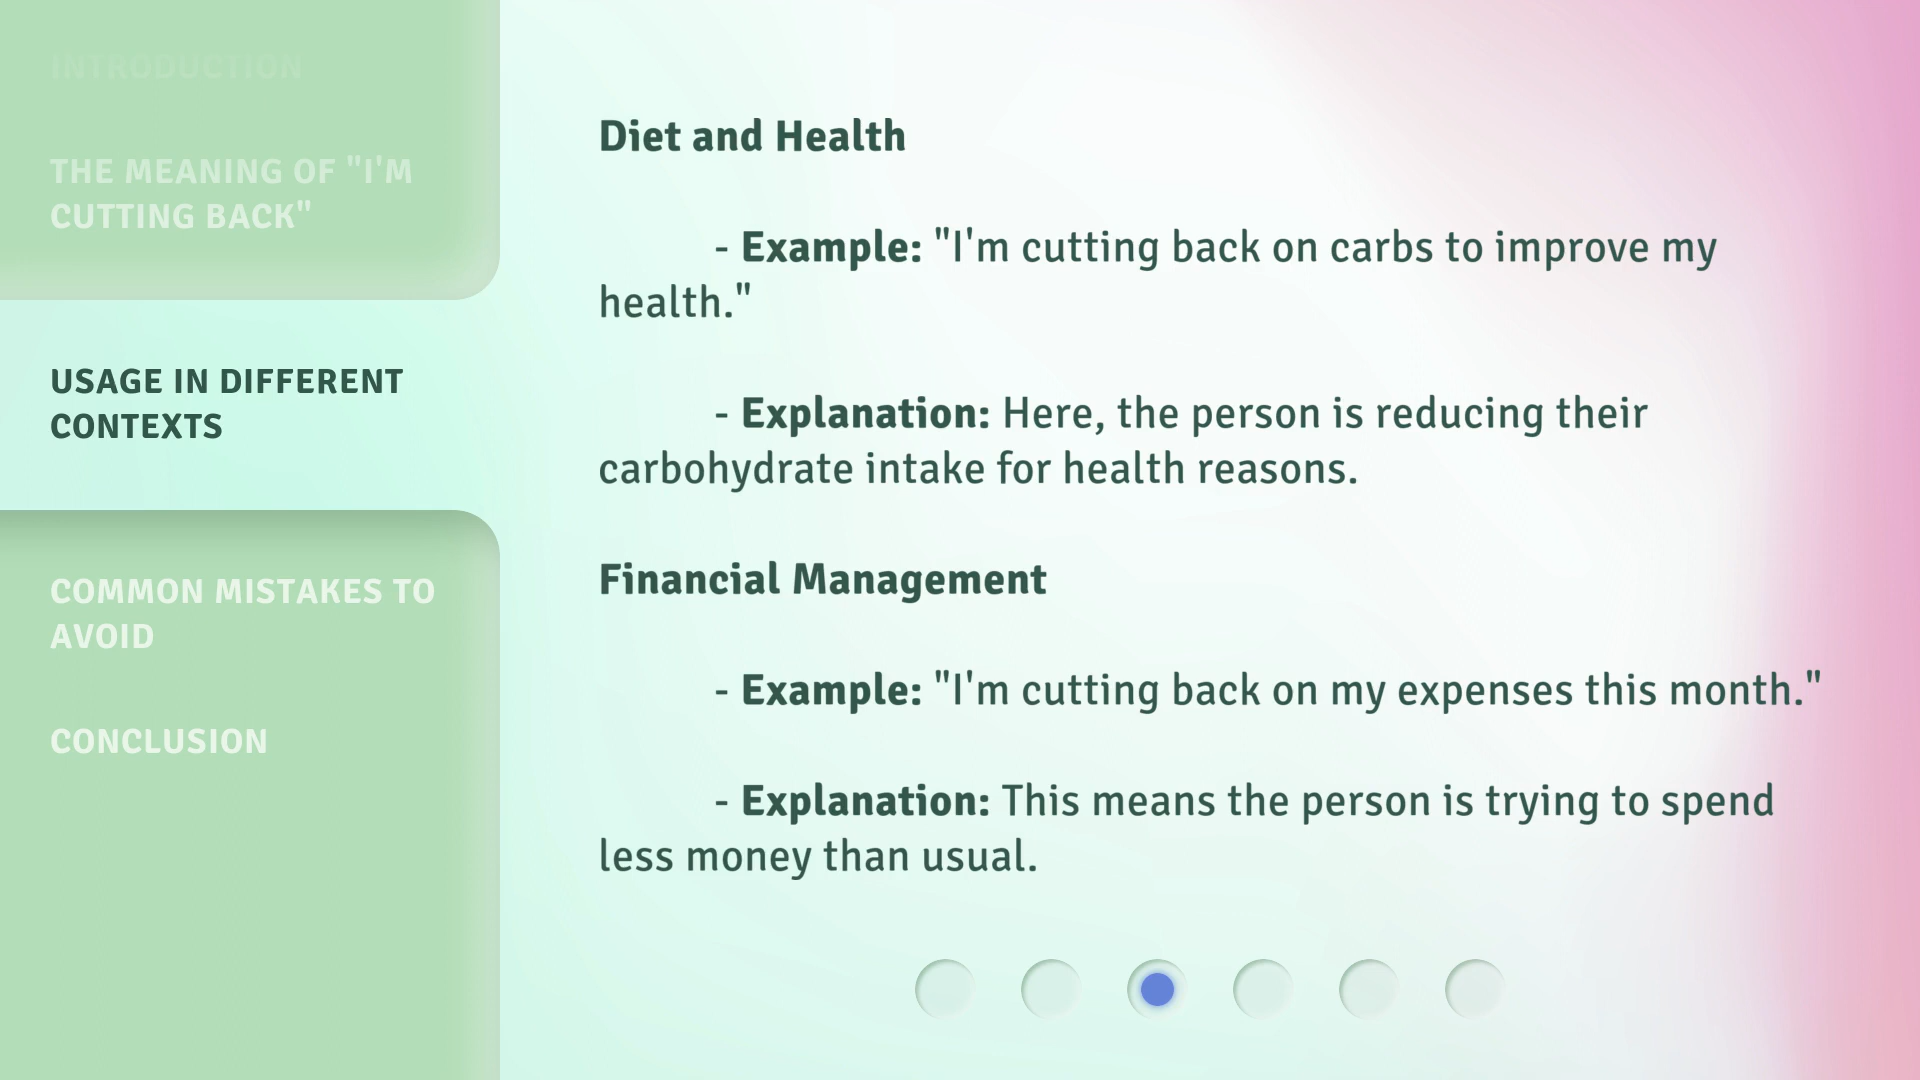 INTRODUCTION
THE MEANING OF "I'M
CUTTING BACK"
USAGE IN DIFFERENT
CONTEXTS
COMMON MISTAKES TO
AVOID
CONCLUSION
Diet and Health
- Example: "I'm cutting back on carbs to improve my
health."
- Explanation: Here, the person is reducing their
carbohydrate intake for health reasons.
Financial Management
- Example: "I'm cutting back on my expenses this month."
- Explanation: This means the person is trying to spend
less money than usual.